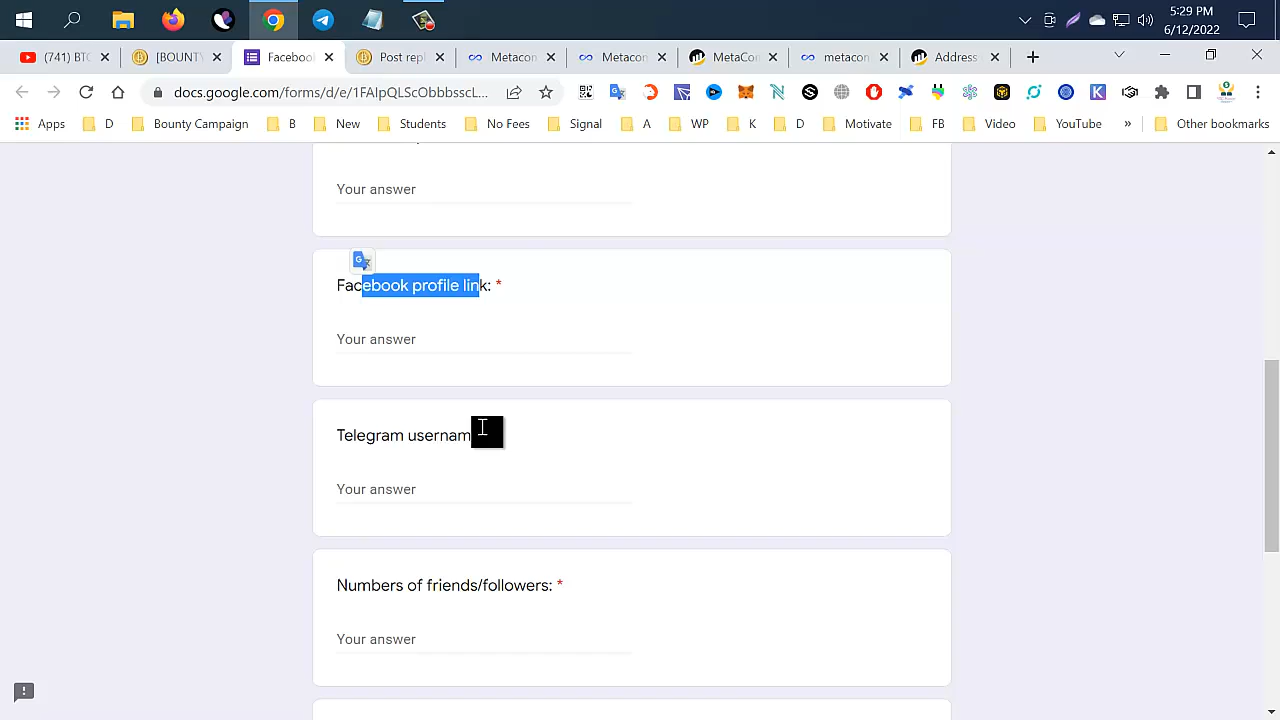 5:29 PM
6/12/2022
(741) BTC
[BOUNTY
Facebook
Post repl
Metacon
Metacon
MetaCon
metacon
Address
docs.google.com/forms/d/e/1FAIpQLScObbbsscL...
Apps
D
Bounty Campaign
B
New
Students
No Fees
Signal
A
WP
K
D
Motivate
FB
Video
YouTube
»
Other bookmarks
Your answer
Facebook profile link: *
Your answer
Telegram usernam
Your answer
Numbers of friends/followers: *
Your answer